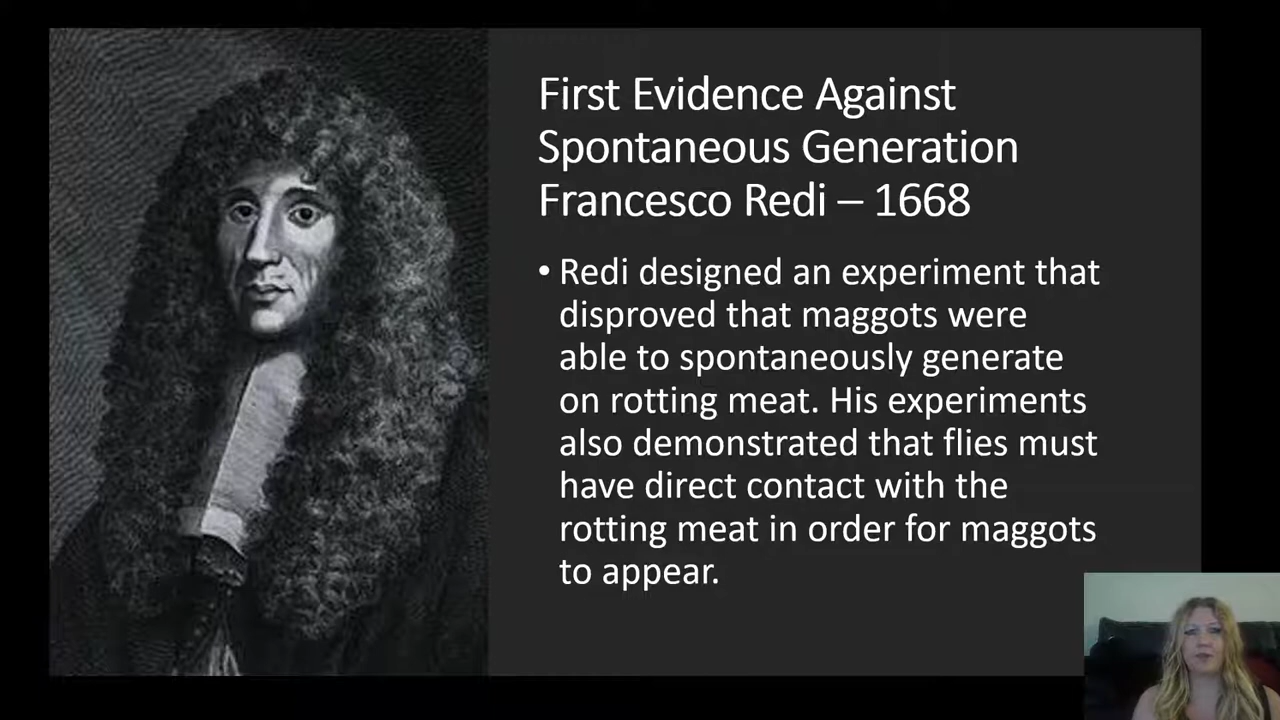 First Evidence Against
Spontaneous Generation
Francesco Redi – 1668
• Redi designed an experiment that
disproved that maggots were
able to spontaneously generate
on rotting meat. His experiments
also demonstrated that flies must
have direct contact with the
rotting meat in order for maggots
to appear.